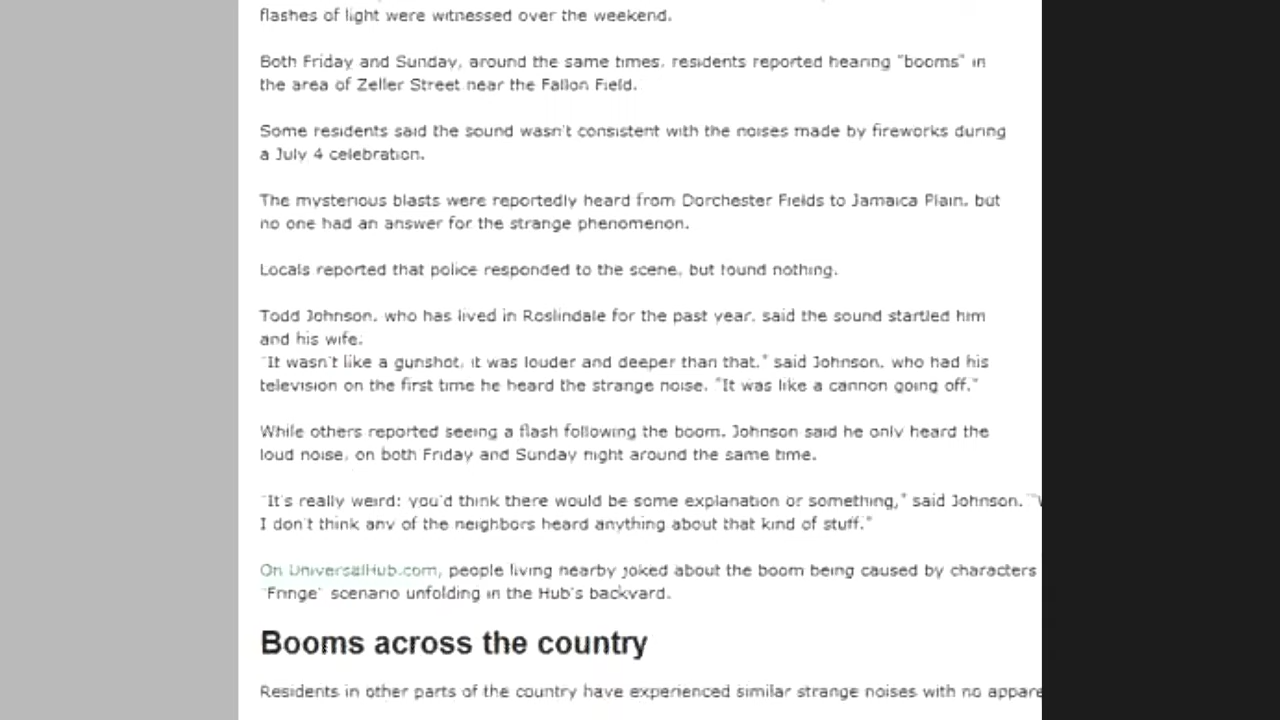 flashes of light were witnessed over the weekend.
Both Friday and Sunday, around the same times, residents reported hearing "booms" in
the area of Zeller Street near the Fallon Field.
Some residents said the sound wasn't consistent with the noises made by fireworks during
a July 4 celebration.
The mysterious blasts were reportedly heard from Dorchester Fields to Jamaica Plain, but
no one had an answer for the strange phenomenon.
Locals reported that police responded to the scene, but found nothing.
Todd Johnson, who has lived in Roslindale for the past year, said the sound startled him
and his wife.
"It wasn't like a gunshot, it was louder and deeper than that," said Johnson, who had his
television on the first time he heard the strange noise. "It was like a cannon going off."
While others reported seeing a flash following the boom, Johnson said he only heard the
loud noise, on both Friday and Sunday night around the same time.
"It's really weird; you'd think there would be some explanation or something," said Johnson.
I don't think any of the neighbors heard anything about that kind of stuff."
On UniversalHub.com, people living nearby joked about the boom being caused by characters
"Fringe" scenario unfolding in the Hub's backyard.
Booms across the country
Residents in other parts of the country have experienced similar strange noises with no